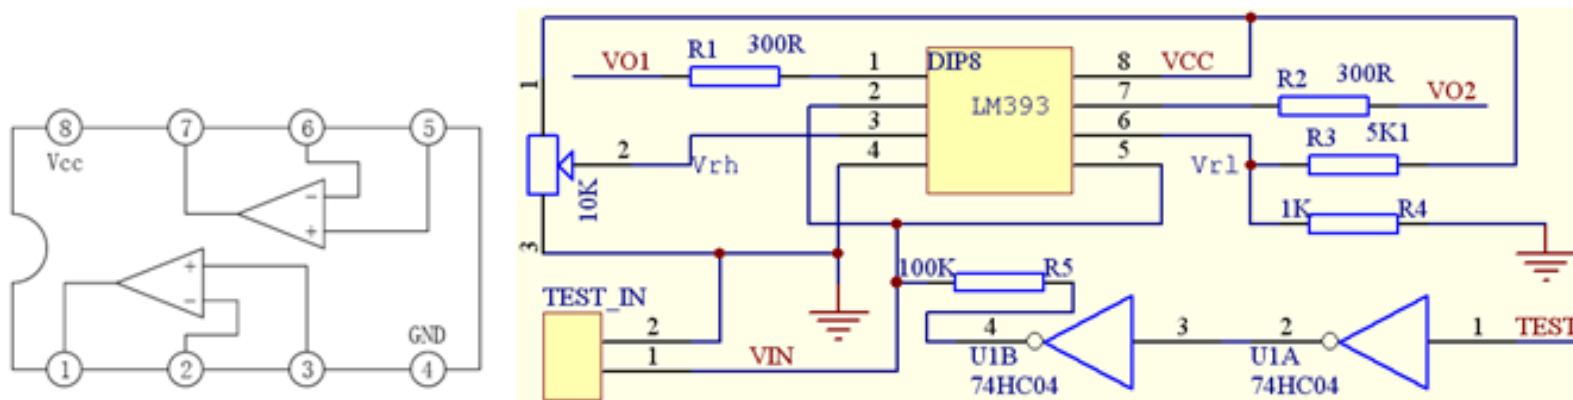 8 7 6 5
Vcc
- +
+ -
GND
1 2 3 4
VO1 R1 300R
1 DIP8 8 VCC
2 LM393 7 R2 300R VO2
3 6 R3 5K1
4 5
1 2 3 10K
Vrh Vrl
1K R4
100K R5
TEST_IN
2
1 VIN
4 3 2 1 TEST
U1B U1A
74HC04 74HC04